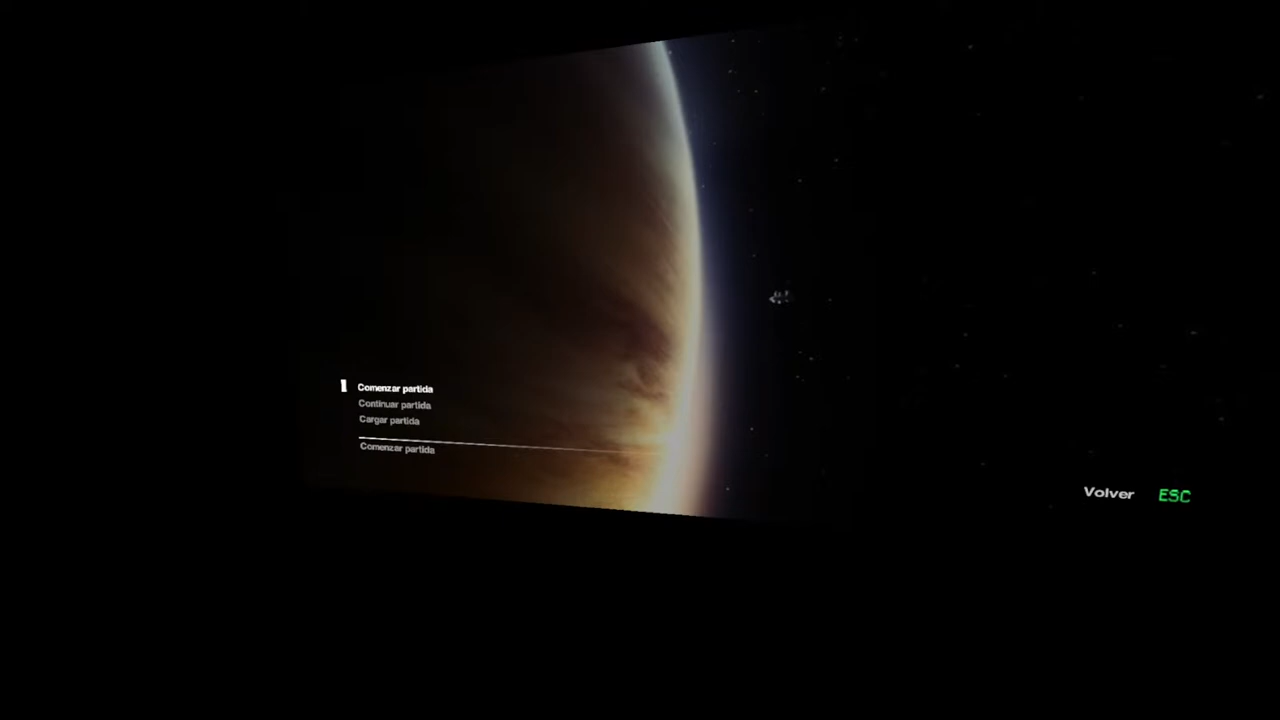 Comenzar partida
Continuar partida
Cargar partida
Comenzar partida
Volver ESC